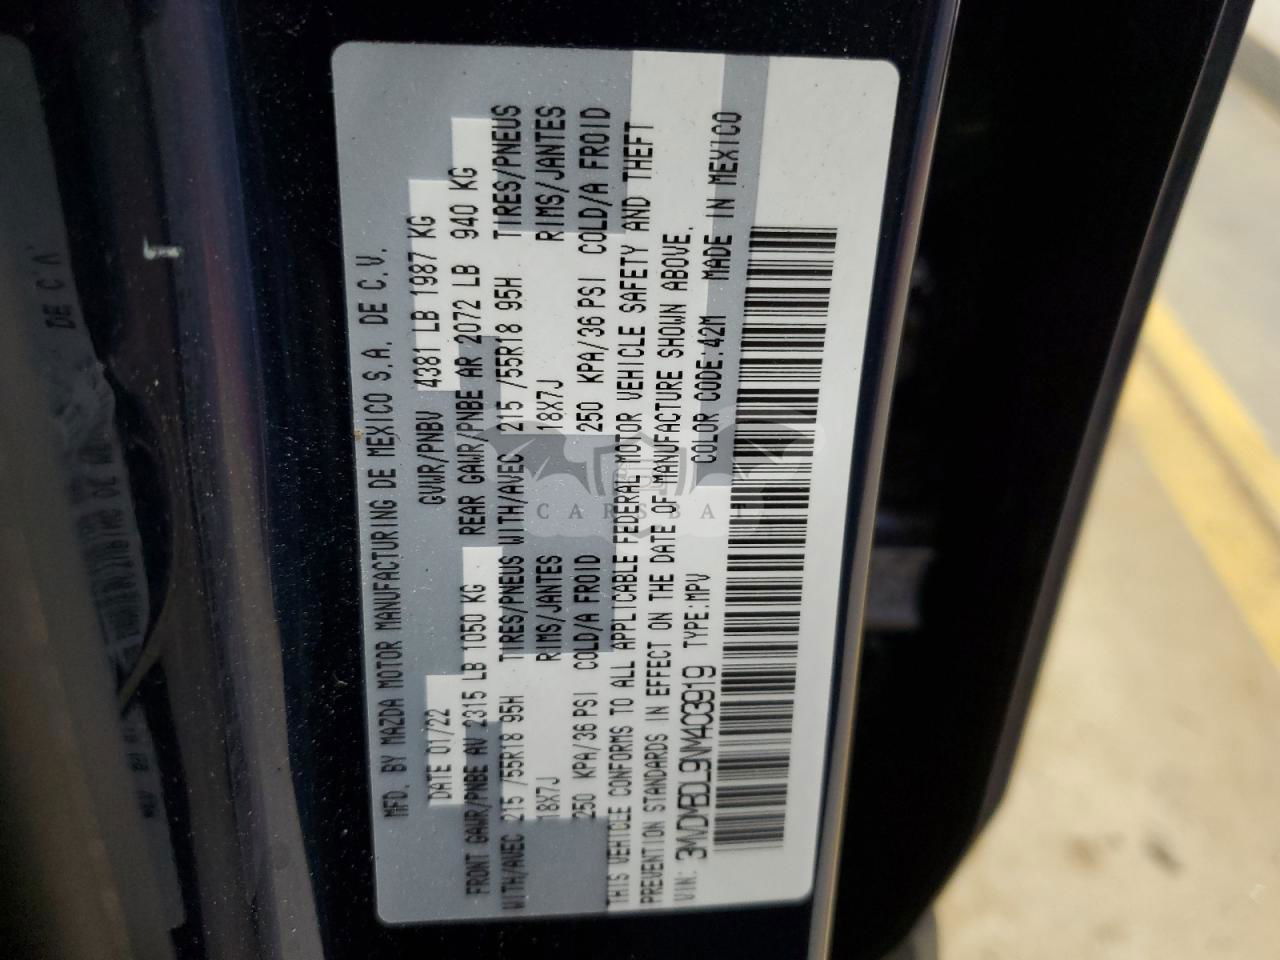 MFD. BY MAZDA MOTOR MANUFACTURING DE MEXICO S.A. DE C.V.
DATE 01/22 GVWR/PNBV 4381 LB 1987 KG
FRONT GAWR/PNBE AV 2315 LB 1050 KG REAR GAWR/PNBE AR 2072 LB 940 KG
WITH/AVEC 215 /55R18 95H TIRES/PNEUS WITH/AVEC 215 /55R18 95H TIRES/PNEUS
18X7J RIMS/JANTES 18X7J RIMS/JANTES
250 KPA/36 PSI COLD/A FROID 250 KPA/36 PSI COLD/A FROID
THIS VEHICLE CONFORMS TO ALL APPLICABLE FEDERAL MOTOR VEHICLE SAFETY AND THEFT
PREVENTION STANDARDS IN EFFECT ON THE DATE OF MANUFACTURE SHOWN ABOVE.
VIN: 3MVDMBDL9NM403919 TYPE:MPV COLOR CODE:42M MADE IN MEXICO
CARSBAT
DE C.V.